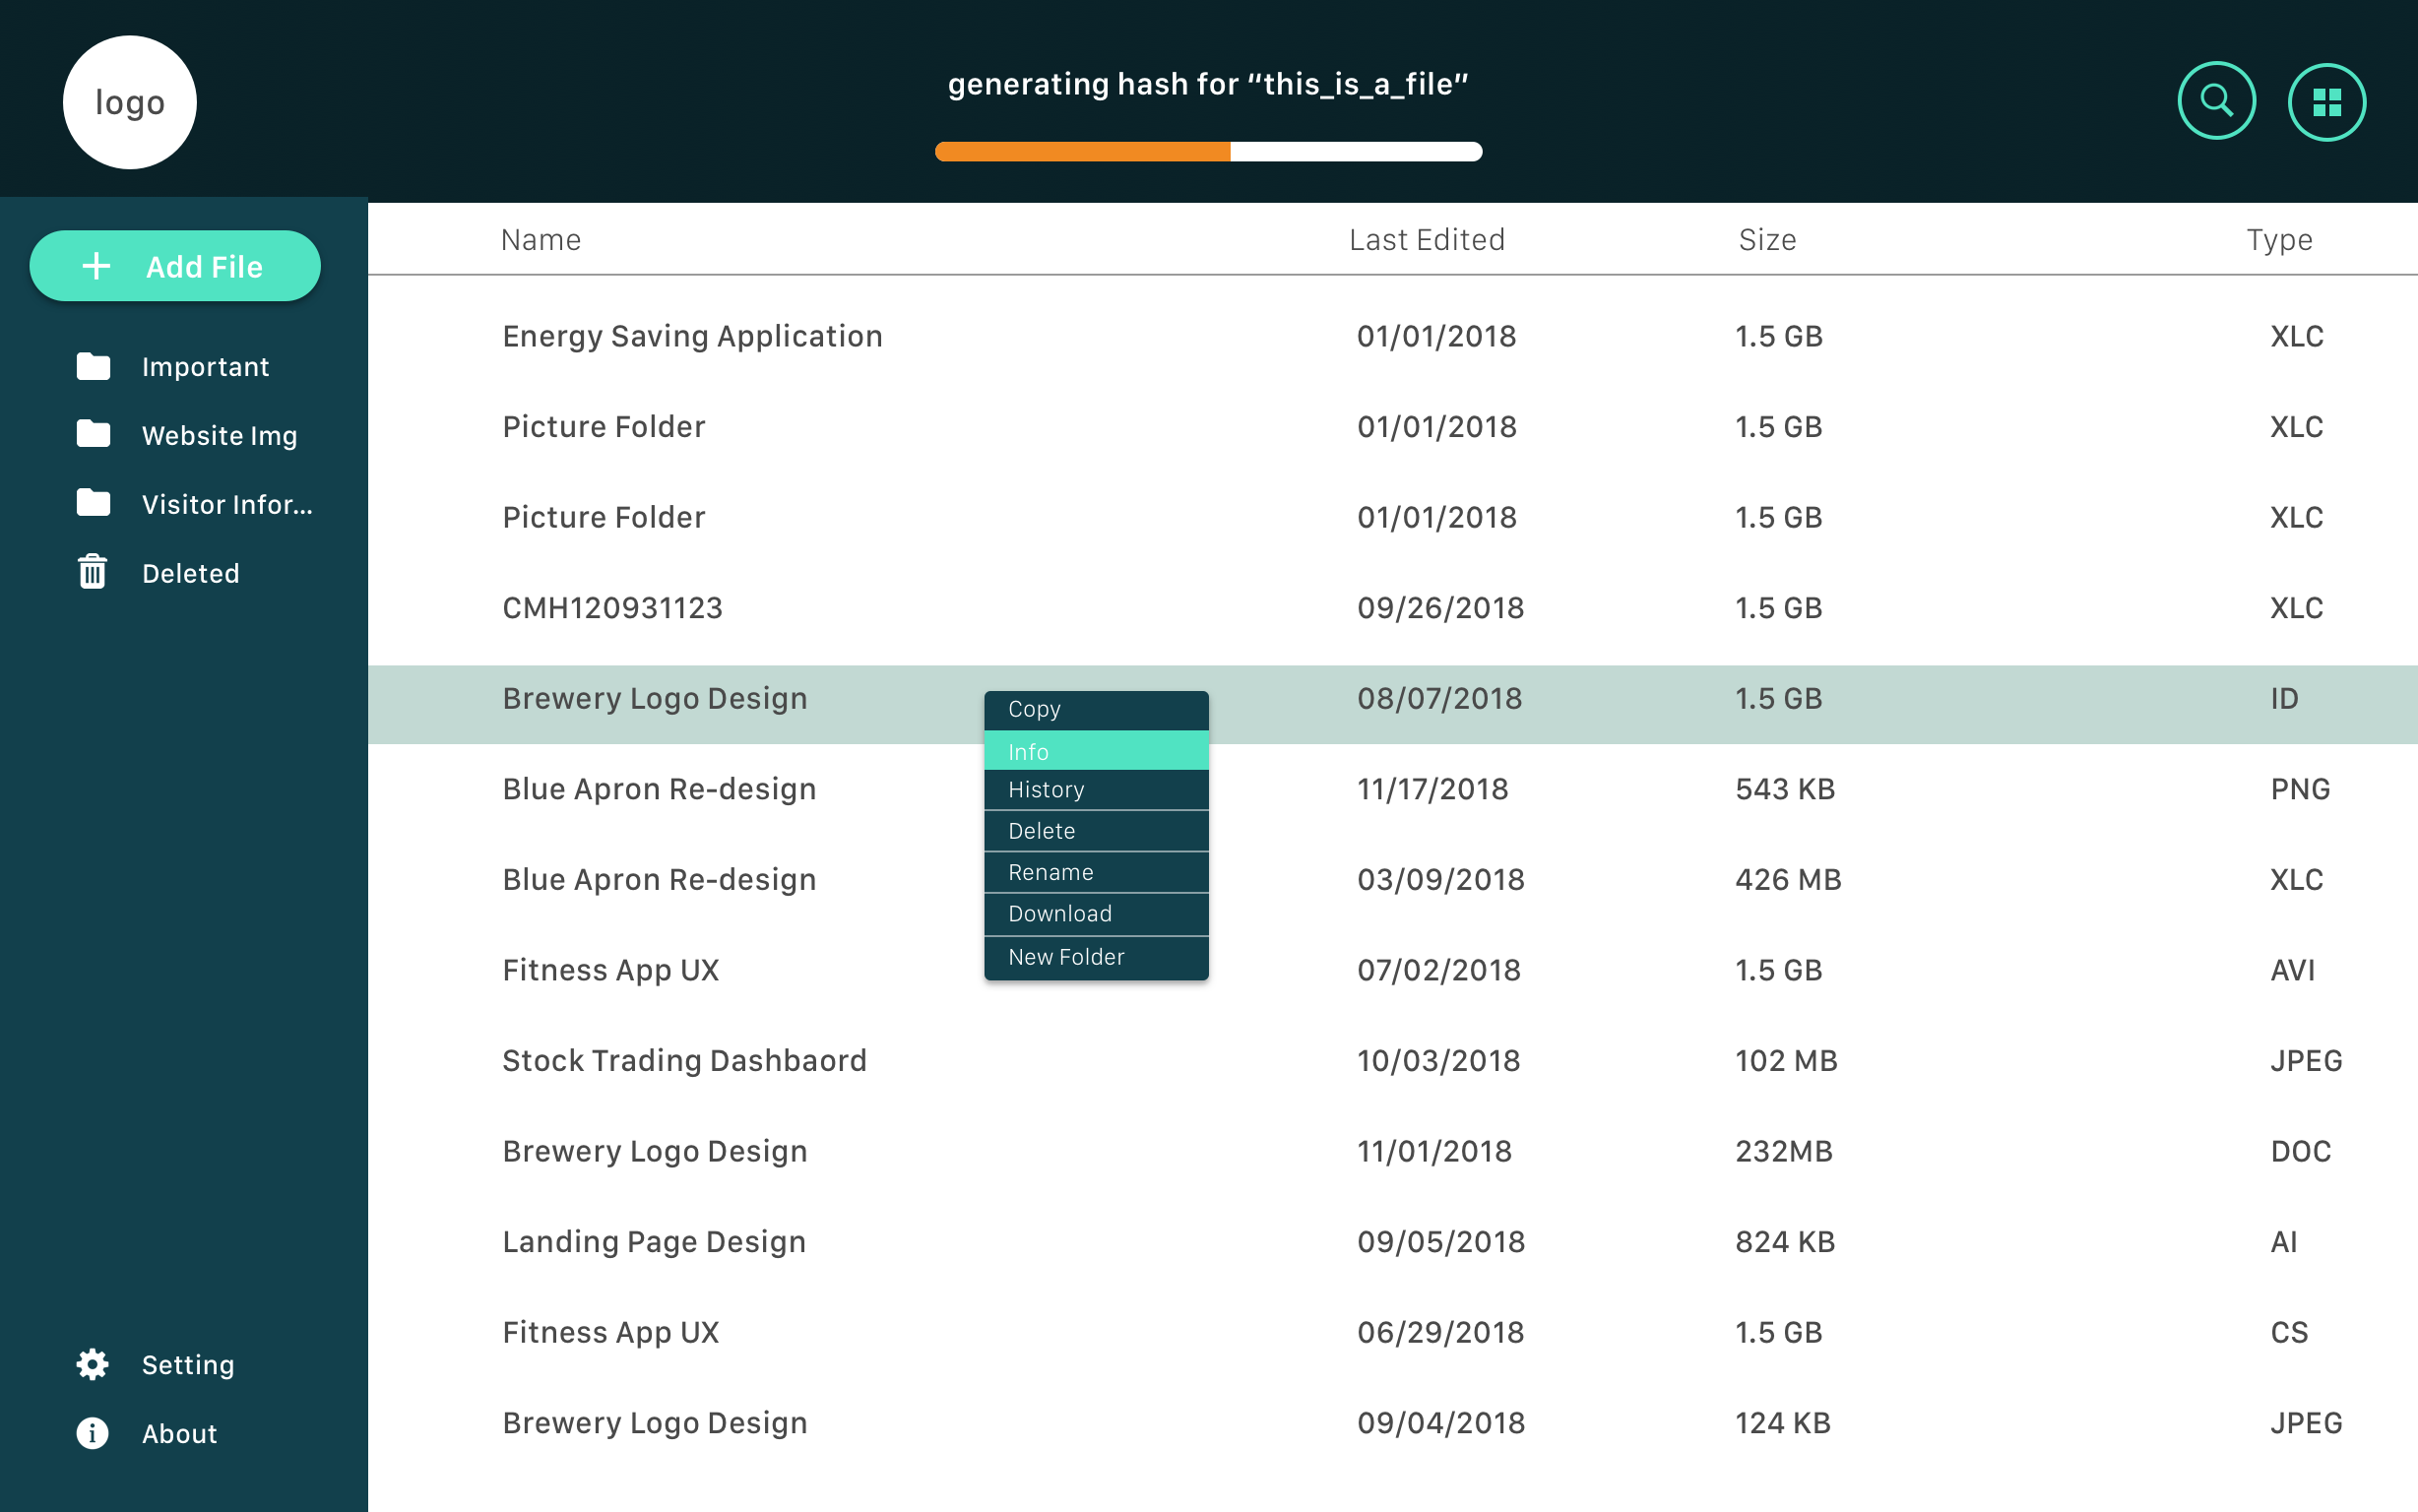 logo
generating hash for “this_is_a_file”
Add File
Important
Website Img
Visitor Infor...
Deleted
Setting
About
Name Last Edited Size Type
Energy Saving Application 01/01/2018 1.5 GB XLC
Picture Folder 01/01/2018 1.5 GB XLC
Picture Folder 01/01/2018 1.5 GB XLC
CMH120931123 09/26/2018 1.5 GB XLC
Brewery Logo Design 08/07/2018 1.5 GB ID
Blue Apron Re-design 11/17/2018 543 KB PNG
Blue Apron Re-design 03/09/2018 426 MB XLC
Fitness App UX 07/02/2018 1.5 GB AVI
Stock Trading Dashbaord 10/03/2018 102 MB JPEG
Brewery Logo Design 11/01/2018 232MB DOC
Landing Page Design 09/05/2018 824 KB AI
Fitness App UX 06/29/2018 1.5 GB CS
Brewery Logo Design 09/04/2018 124 KB JPEG
Copy
Info
History
Delete
Rename
Download
New Folder